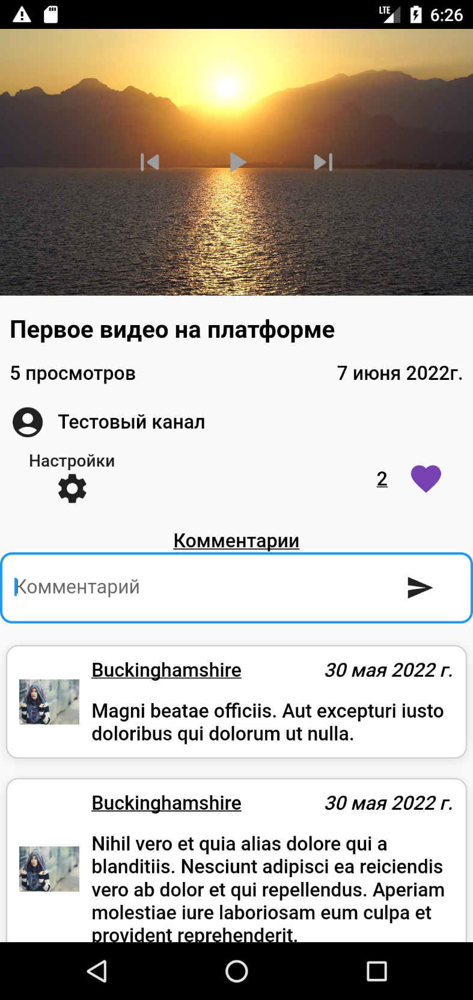 LTE 6:26
Первое видео на платформе
5 просмотров 7 июня 2022г.
Тестовый канал
Настройки
2
Комментарии
Комментарий
Buckinghamshire 30 мая 2022 г.
Magni beatae officiis. Aut excepturi iusto
doloribus qui dolorum ut nulla.
Buckinghamshire 30 мая 2022 г.
Nihil vero et quia alias dolore qui a
blanditiis. Nesciunt adipisci ea reiciendis
vero ab dolor et qui repellendus. Aperiam
molestiae iure laboriosam eum culpa et
provident reprehenderit.